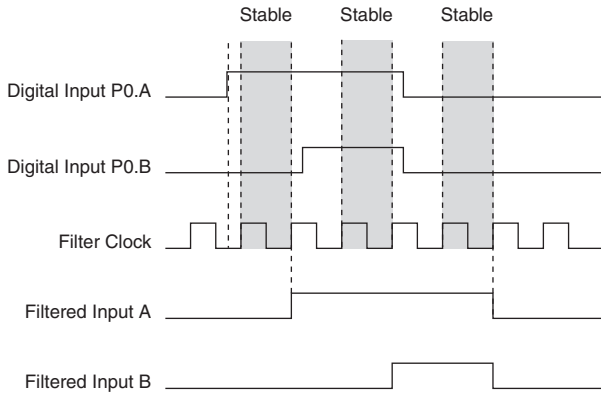 Stable Stable Stable
Digital Input P0.A
Digital Input P0.B
Filter Clock
Filtered Input A
Filtered Input B